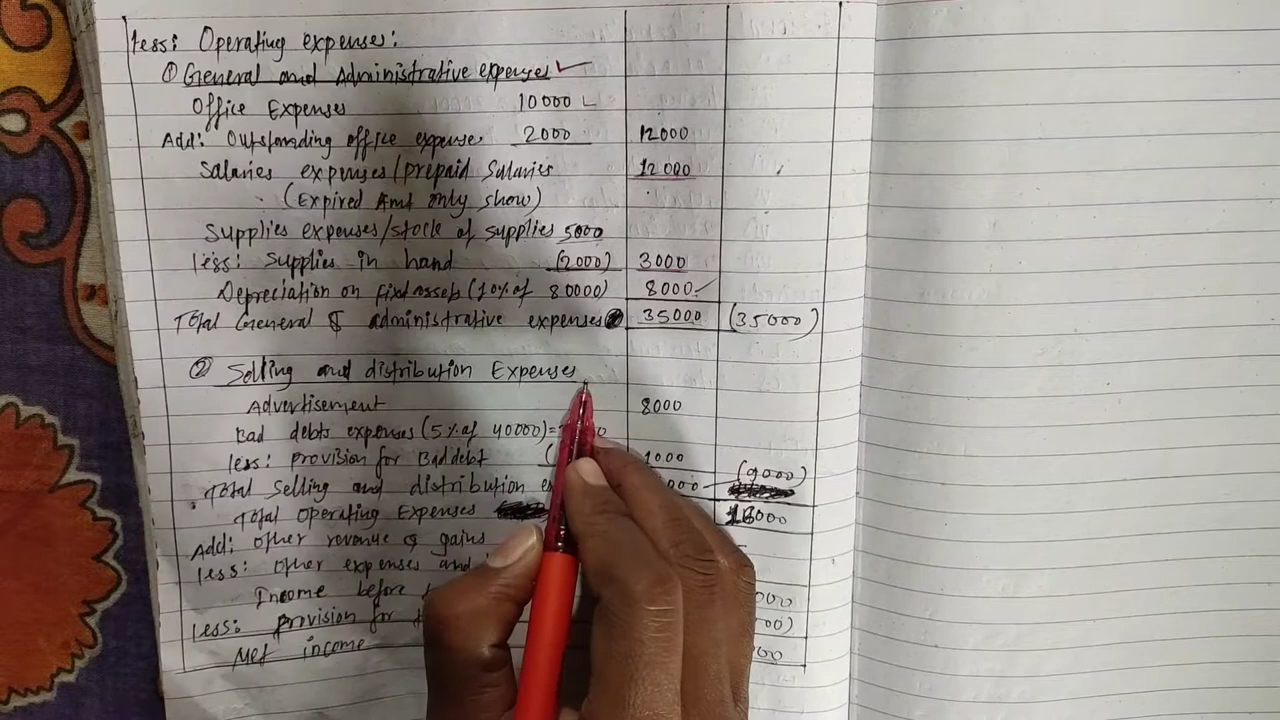 Less: Operating expenses:
① General and Administrative expenses
Office Expenses 10000
Add: Outstanding office expense. 2000 12000
Salaries expenses/prepaid Salaries 12000
(Expired Amt only show)
Supplies expenses/stock of supplies 5000
less: Supplies in hand (2000) 3000
Depreciation on fixed assets (10% of 80000) 8000
Total General & administrative expenses 35000 (35000)
② Selling and distribution Expenses
Advertisement 8000
Bad debts expenses (5% of 40000)=
less: provision for Bad debt ( 1000
Total Selling and distribution (9000)
Total Operating Expenses
Add: other revenue & gains
less: other expenses and
Income before
less: provision for
Net income